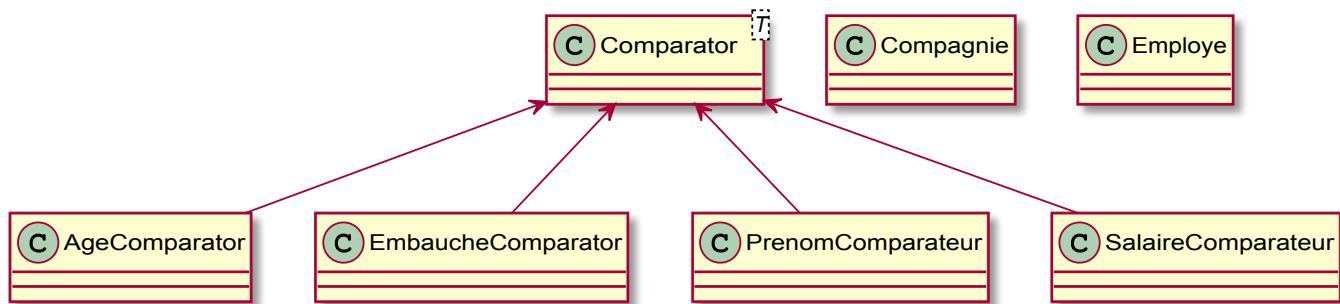 T
C Comparator
C Compagnie
C Employe
C AgeComparator
C EmbaucheComparator
C PrenomComparateur
C SalaireComparateur